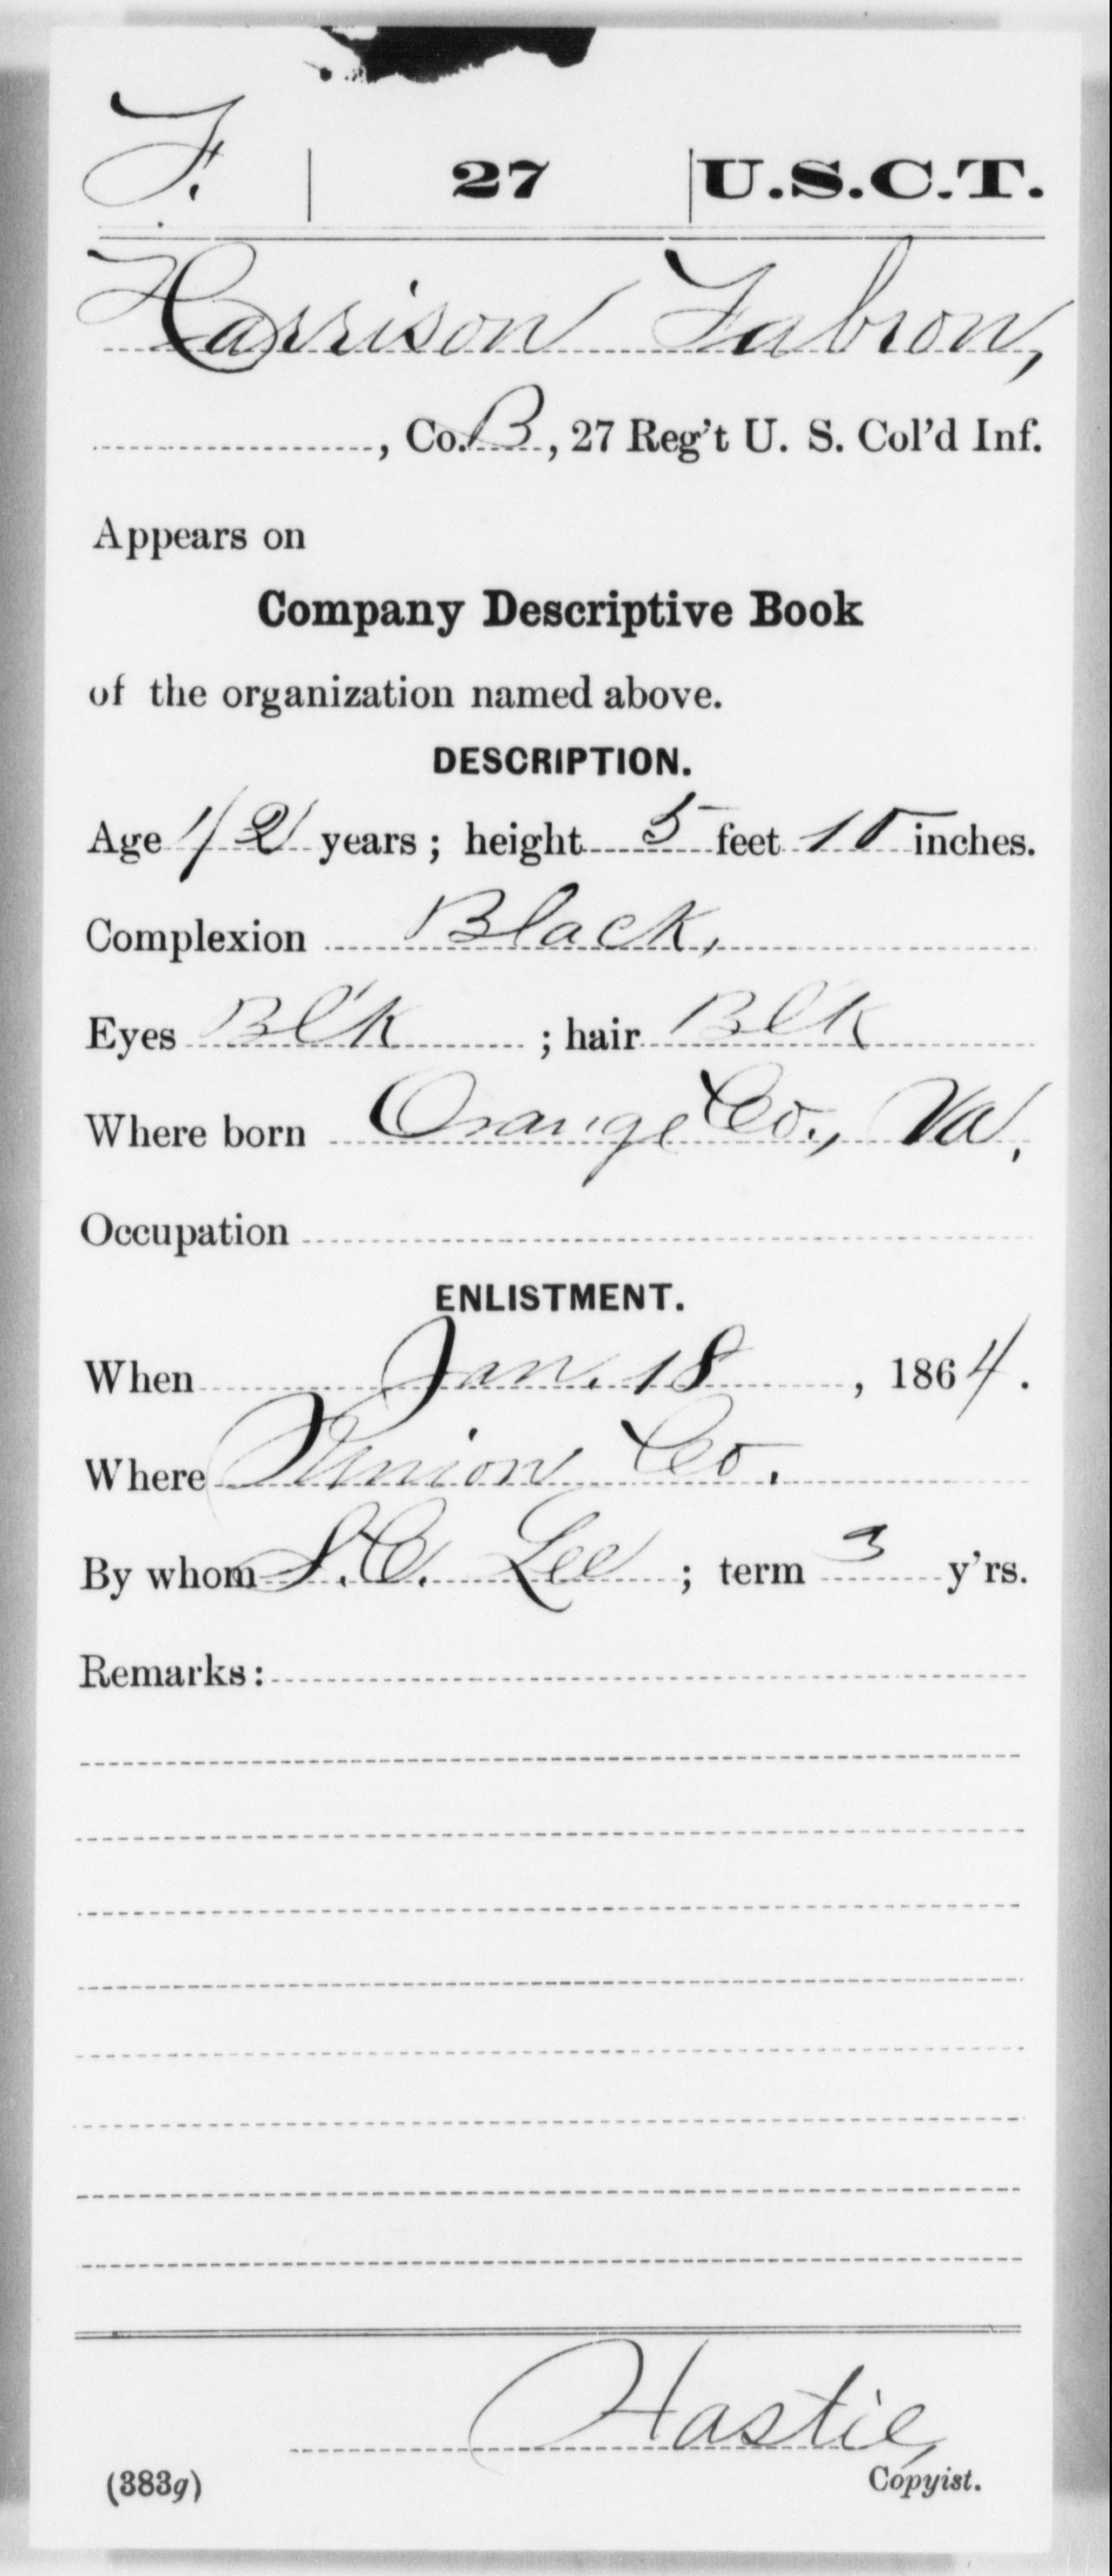 F. | 27 | U.S.C.T.
Harrison Fabron,
, Co. B, 27 Reg't U. S. Col'd Inf.
Appears on
Company Descriptive Book
of the organization named above.
DESCRIPTION.
Age 42 years; height 5 feet 10 inches.
Complexion Black,
Eyes Bl'k ; hair Bl'k
Where born Orange Co., Va,
Occupation
ENLISTMENT.
When Jan. 18, 1864.
Where Union Co.
By whom S.C. Lee ; term 3 y'rs.
Remarks:
Hastie,
(383g) Copyist.